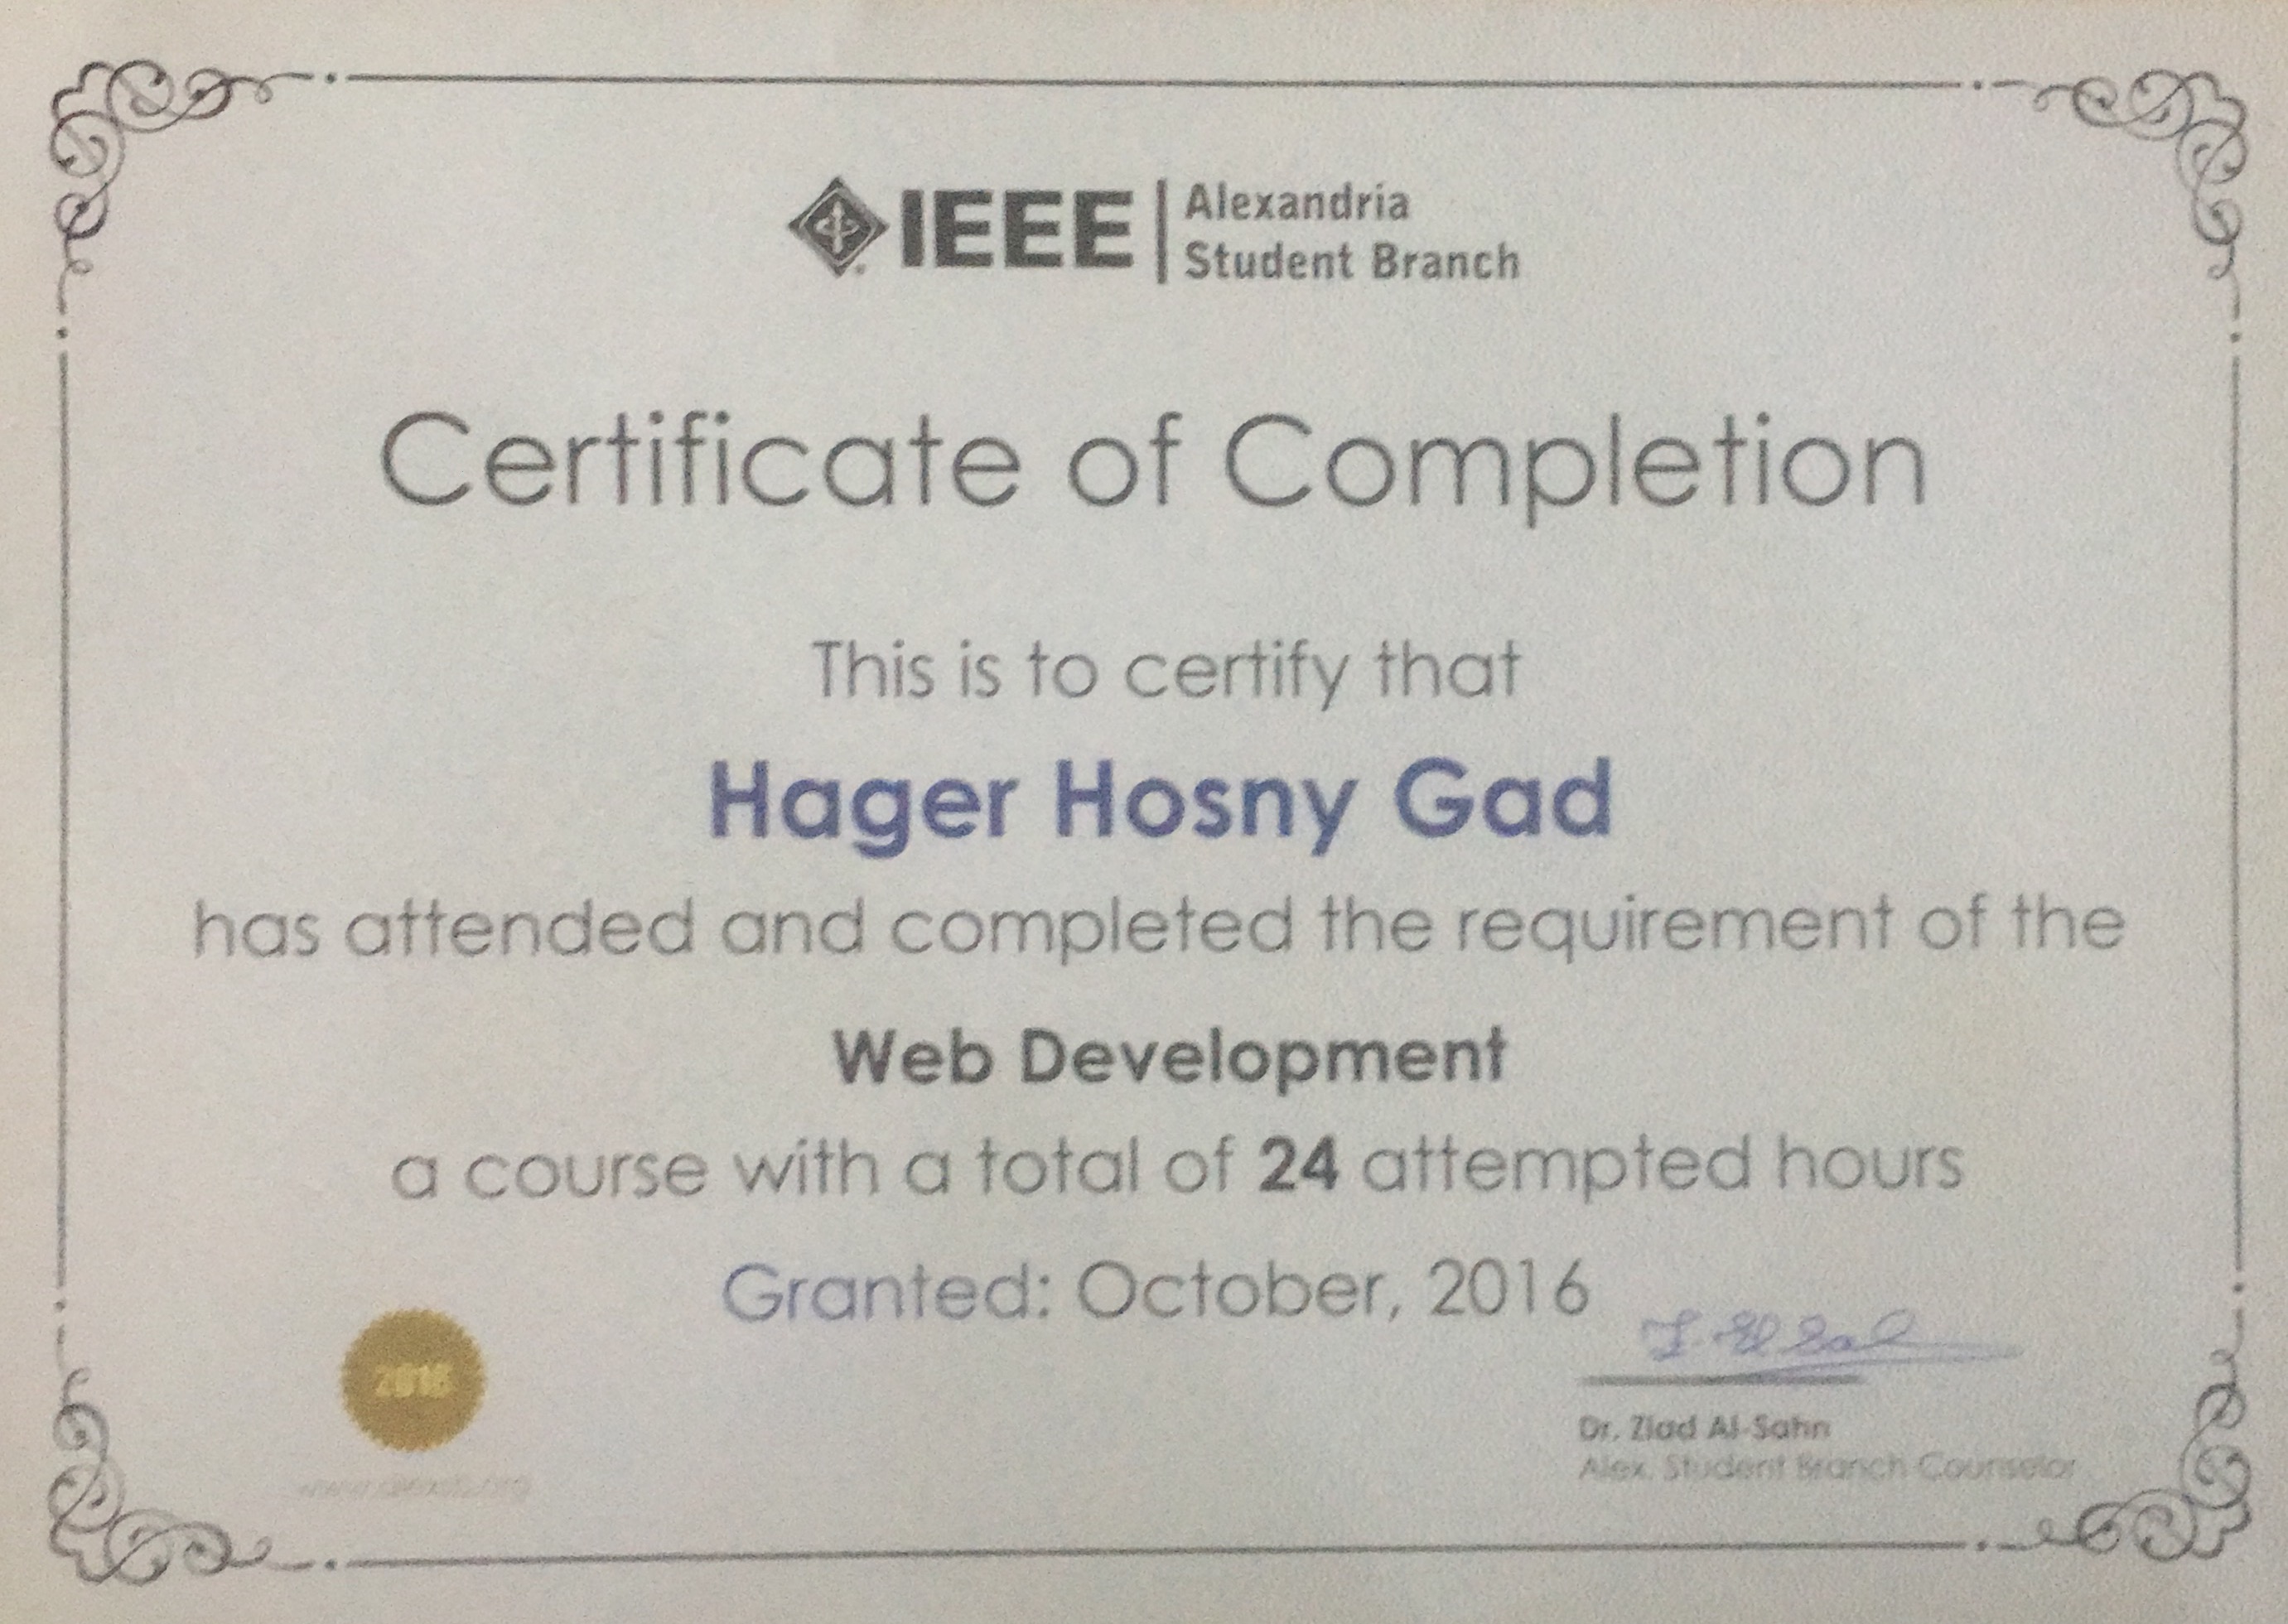 IEEE
Alexandria
Student Branch
Certificate of Completion
This is to certify that
Hager Hosny Gad
has attended and completed the requirement of the
Web Development
a course with a total of 24 attempted hours
Granted: October, 2016
2016
Dr. Ziad Al-Sahn
Alex. Student Branch Counselor